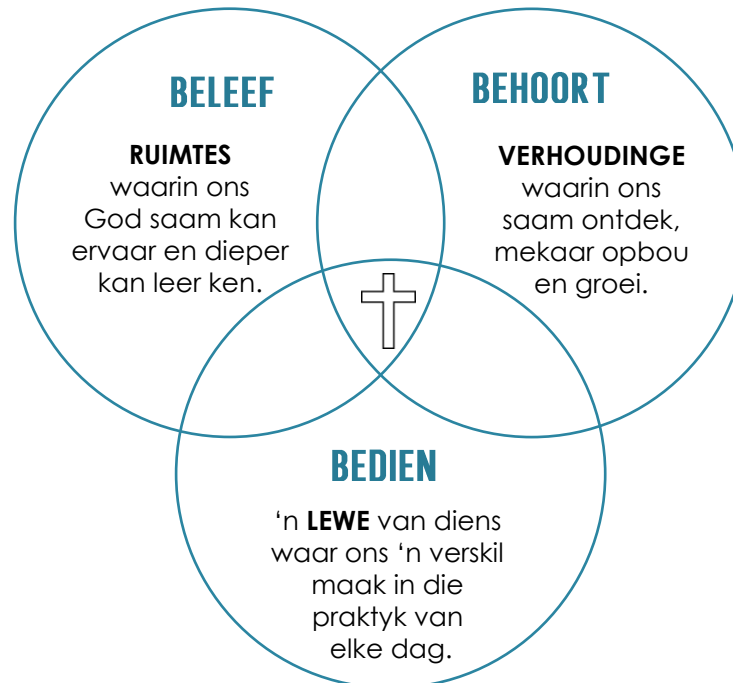 BELEEF
RUIMTES
waarin ons
God saam kan
ervaar en dieper
kan leer ken.
BEHOORT
VERHOUDINGE
waarin ons
saam ontdek,
mekaar opbou
en groei.
BEDIEN
‘n LEWE van diens
waar ons ‘n verskil
maak in die
praktyk van
elke dag.